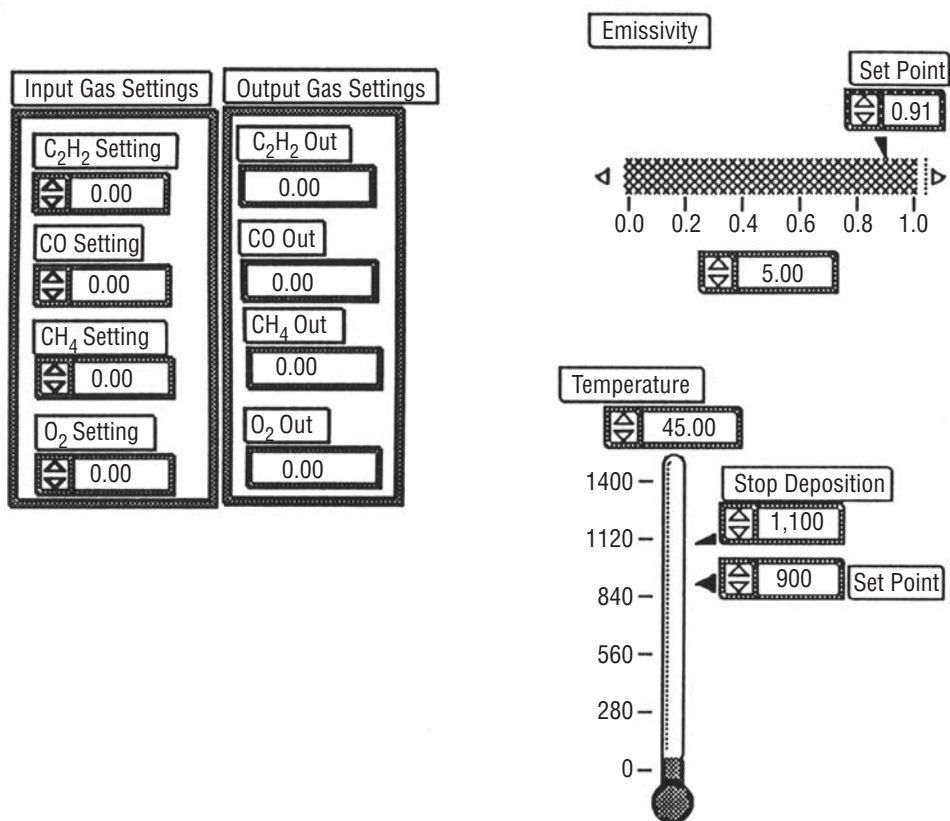 Input Gas Settings
C₂H₂ Setting
0.00
CO Setting
0.00
CH₄ Setting
0.00
O₂ Setting
0.00
Output Gas Settings
C₂H₂ Out
0.00
CO Out
0.00
CH₄ Out
0.00
O₂ Out
0.00
Emissivity
Set Point
0.91
0.0 0.2 0.4 0.6 0.8 1.0
5.00
Temperature
45.00
1400
1120
840
560
280
0
Stop Deposition
1,100
900 Set Point